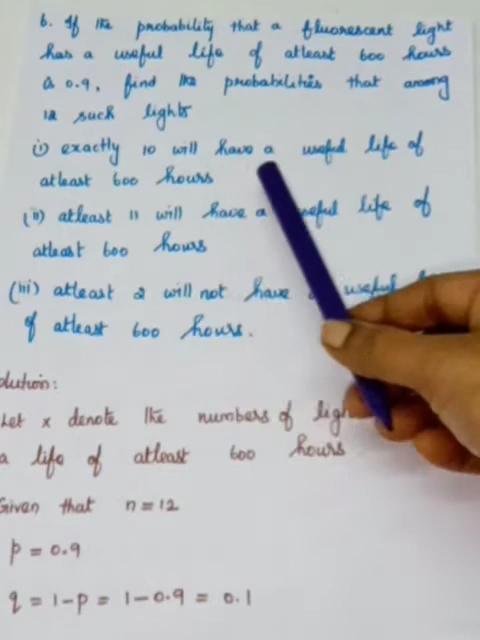 6. If the probability that a fluorescent light
has a useful life of atleast 600 hours
is 0.9, find the probabilities that among
12 such lights
(i) exactly 10 will have a useful life of
atleast 600 hours
(ii) atleast 11 will have a useful life of
atleast 600 hours
(iii) atleast 2 will not have useful
of atleast 600 hours.
olution:
Let x denote the numbers of
a life of atleast 600 hours
Given that n = 12
p = 0.9
q = 1-p = 1-0.9 = 0.1